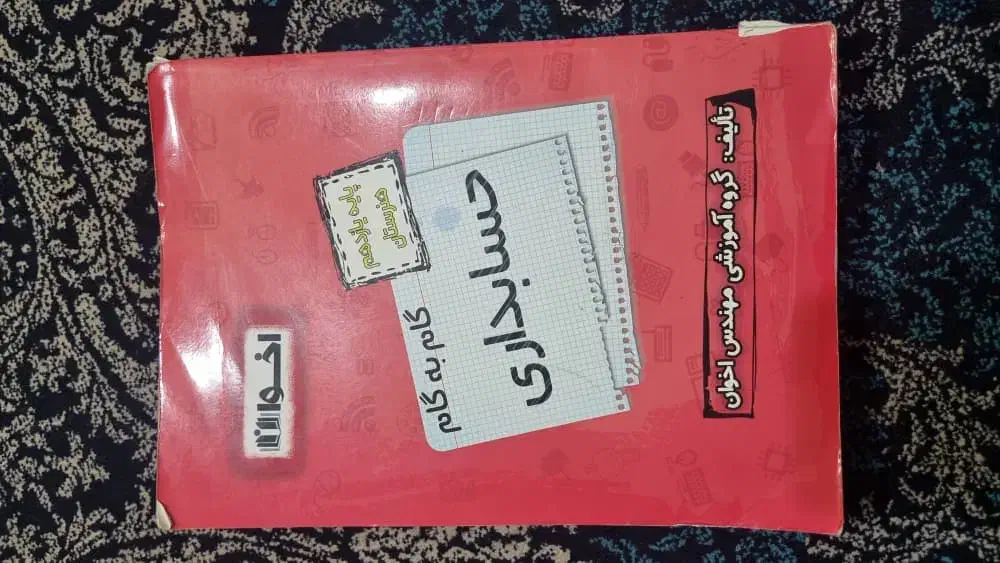 اخوان
پایه یازدهم
هنرستان
گام به گام
حسابداری
تألیف: گروه آموزشی مهندس اخوان